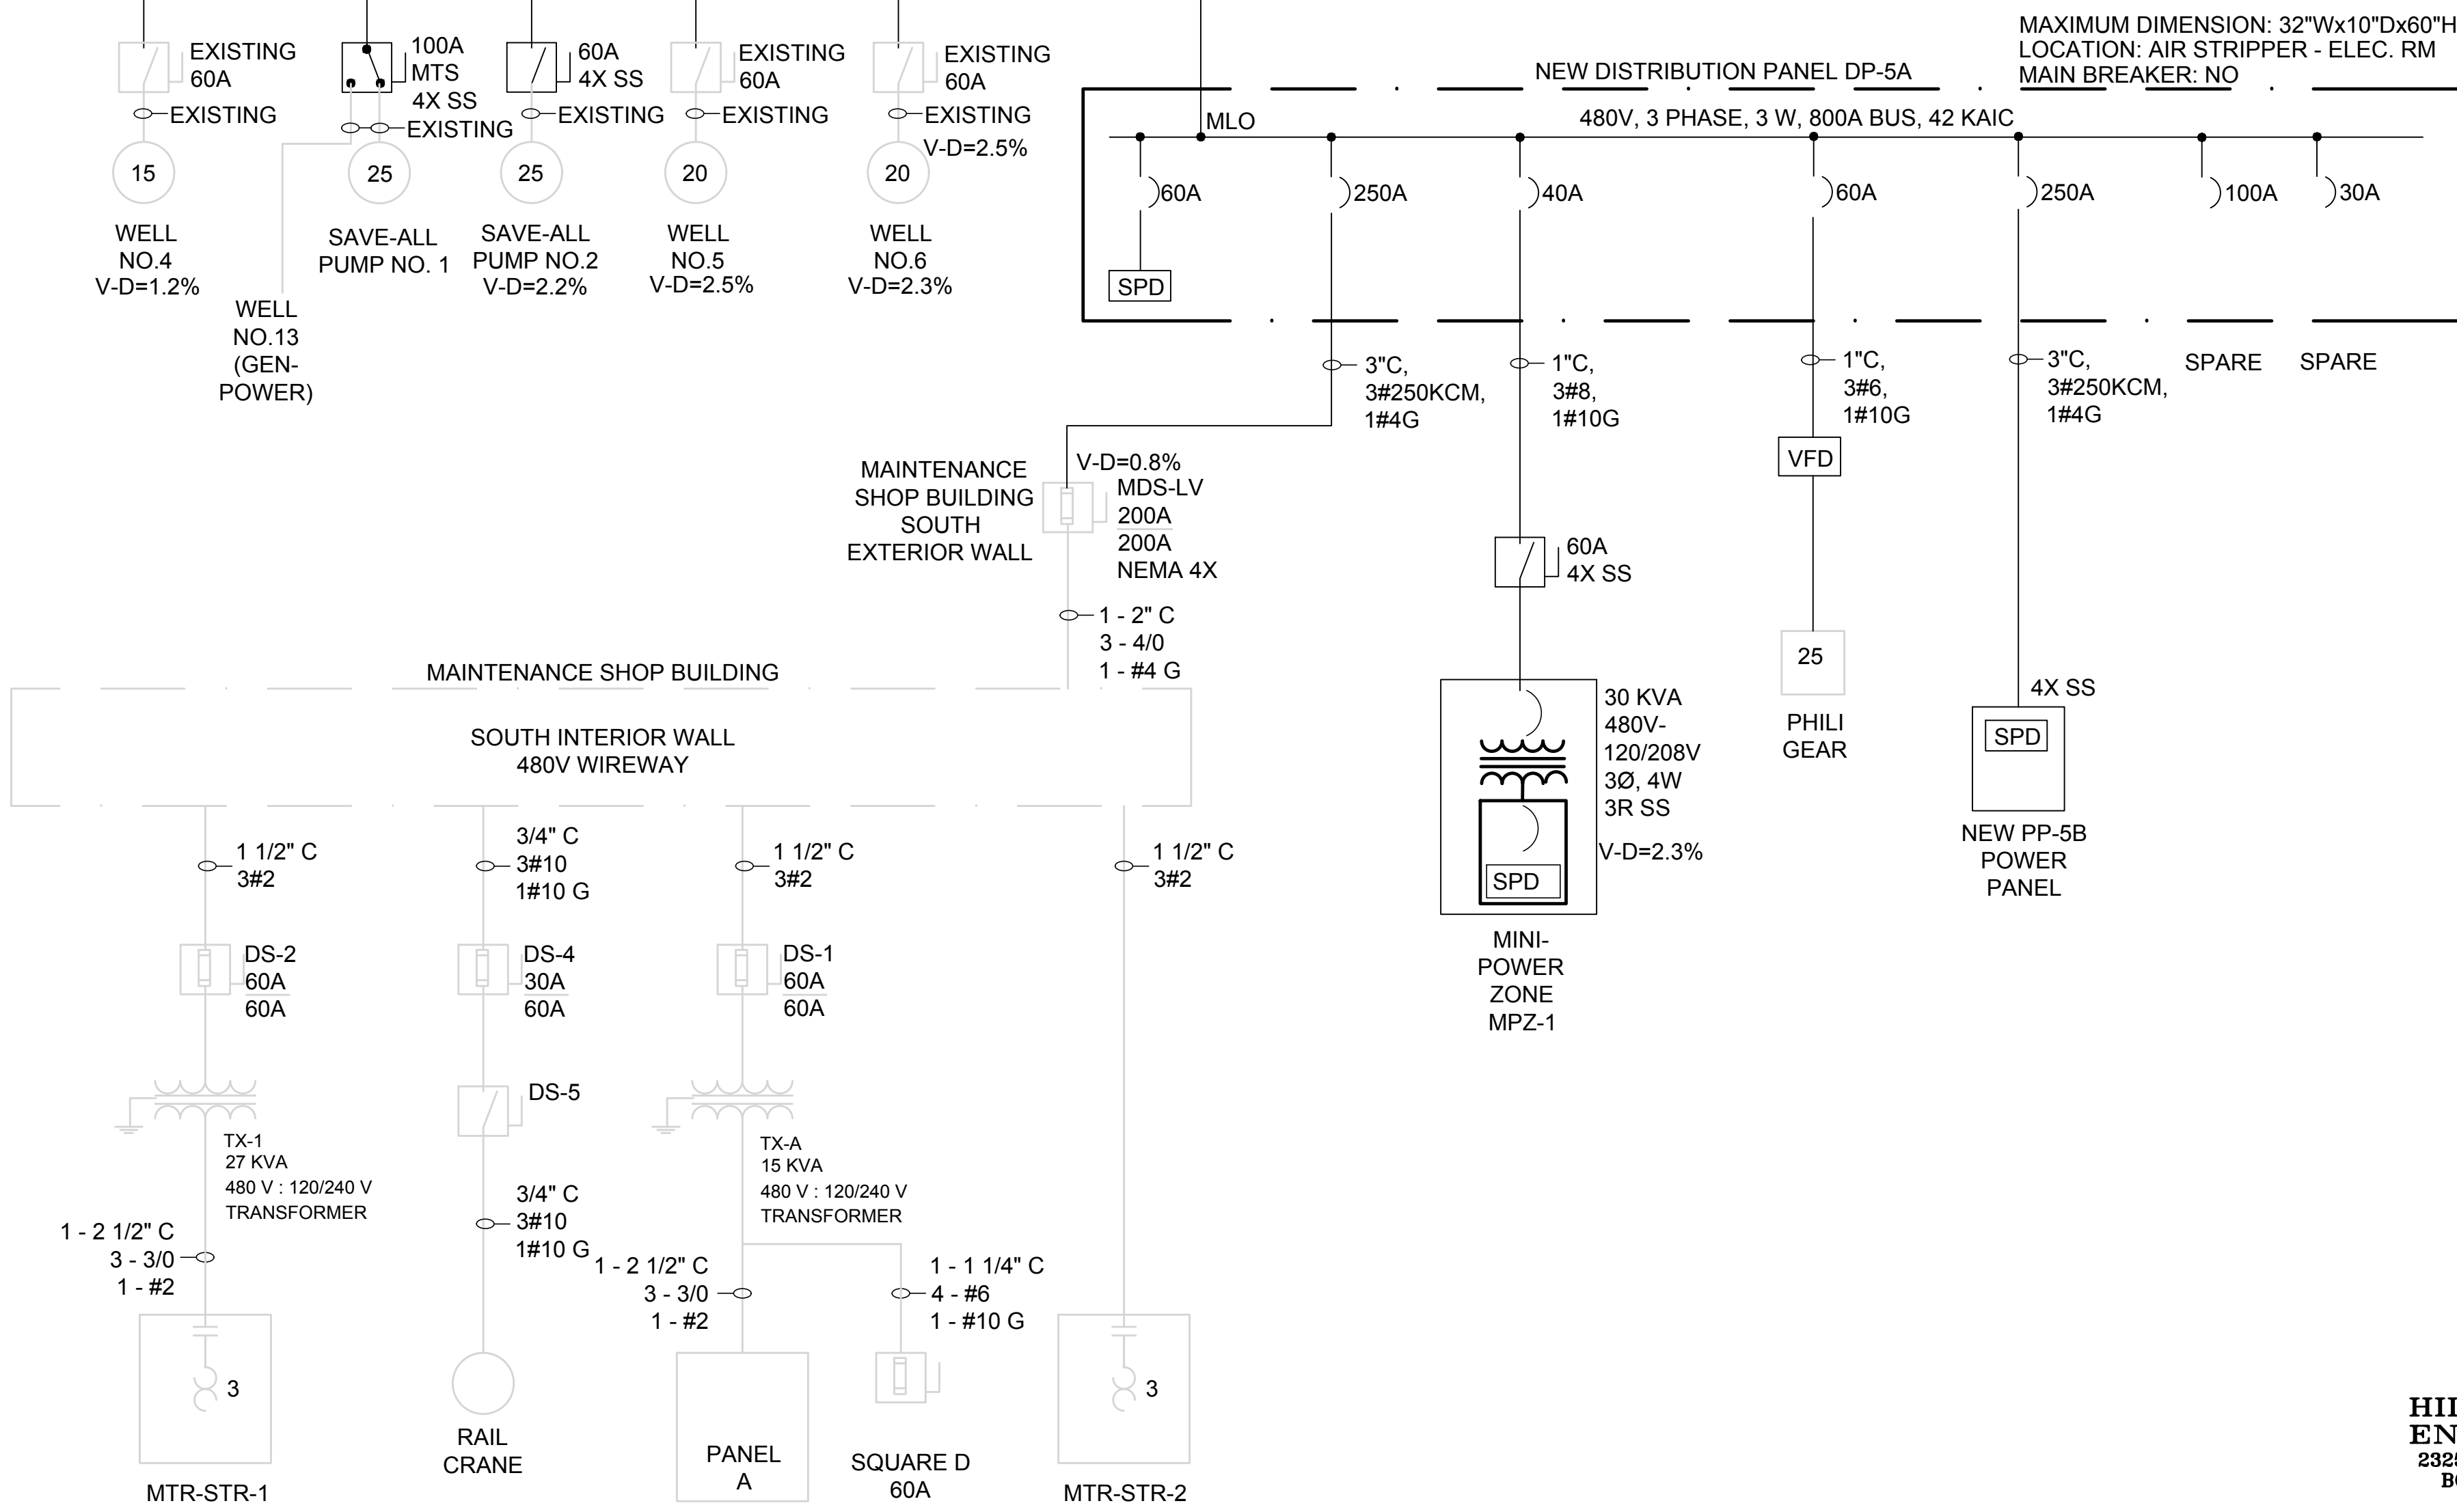 EXISTING
60A
EXISTING
15
WELL
NO.4
V-D=1.2%
100A
MTS
4X SS
EXISTING
25
SAVE-ALL
PUMP NO. 1
WELL
NO.13
(GEN-
POWER)
60A
4X SS
EXISTING
25
SAVE-ALL
PUMP NO.2
V-D=2.2%
EXISTING
60A
EXISTING
20
WELL
NO.5
V-D=2.5%
EXISTING
60A
EXISTING
V-D=2.5%
20
WELL
NO.6
V-D=2.3%
MAXIMUM DIMENSION: 32"Wx10"Dx60"H
LOCATION: AIR STRIPPER - ELEC. RM
MAIN BREAKER: NO
NEW DISTRIBUTION PANEL DP-5A
MLO
480V, 3 PHASE, 3 W, 800A BUS, 42 KAIC
60A
250A
40A
60A
250A
100A
30A
SPD
3"C,
3#250KCM,
1#4G
1"C,
3#8,
1#10G
1"C,
3#6,
1#10G
3"C,
3#250KCM,
1#4G
SPARE
SPARE
MAINTENANCE
SHOP BUILDING
SOUTH
EXTERIOR WALL
V-D=0.8%
MDS-LV
200A
200A
NEMA 4X
1 - 2" C
3 - 4/0
1 - #4 G
60A
4X SS
30 KVA
480V-
120/208V
3Ø, 4W
3R SS
V-D=2.3%
SPD
MINI-
POWER
ZONE
MPZ-1
VFD
25
PHILI
GEAR
4X SS
SPD
NEW PP-5B
POWER
PANEL
MAINTENANCE SHOP BUILDING
SOUTH INTERIOR WALL
480V WIREWAY
1 1/2" C
3#2
DS-2
60A
60A
TX-1
27 KVA
480 V : 120/240 V
TRANSFORMER
1 - 2 1/2" C
3 - 3/0
1 - #2
3
MTR-STR-1
3/4" C
3#10
1#10 G
DS-4
30A
60A
DS-5
3/4" C
3#10
1#10 G
RAIL
CRANE
1 1/2" C
3#2
DS-1
60A
60A
TX-A
15 KVA
480 V : 120/240 V
TRANSFORMER
1 - 2 1/2" C
3 - 3/0
1 - #2
PANEL
A
1 - 1 1/4" C
4 - #6
1 - #10 G
SQUARE D
60A
1 1/2" C
3#2
3
MTR-STR-2
EN